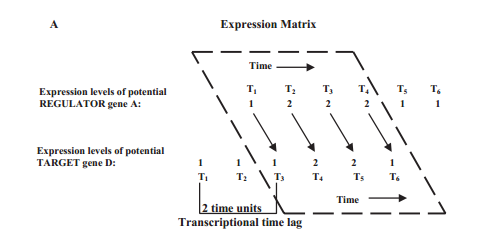 A
Expression Matrix
Time
Expression levels of potential
REGULATOR gene A:
T1 T2 T3 T4 T5 T6
1 2 2 2 1 1
Expression levels of potential
TARGET gene D:
1 1 1 2 2 1
T1 T2 T3 T4 T5 T6
Time
2 time units
Transcriptional time lag